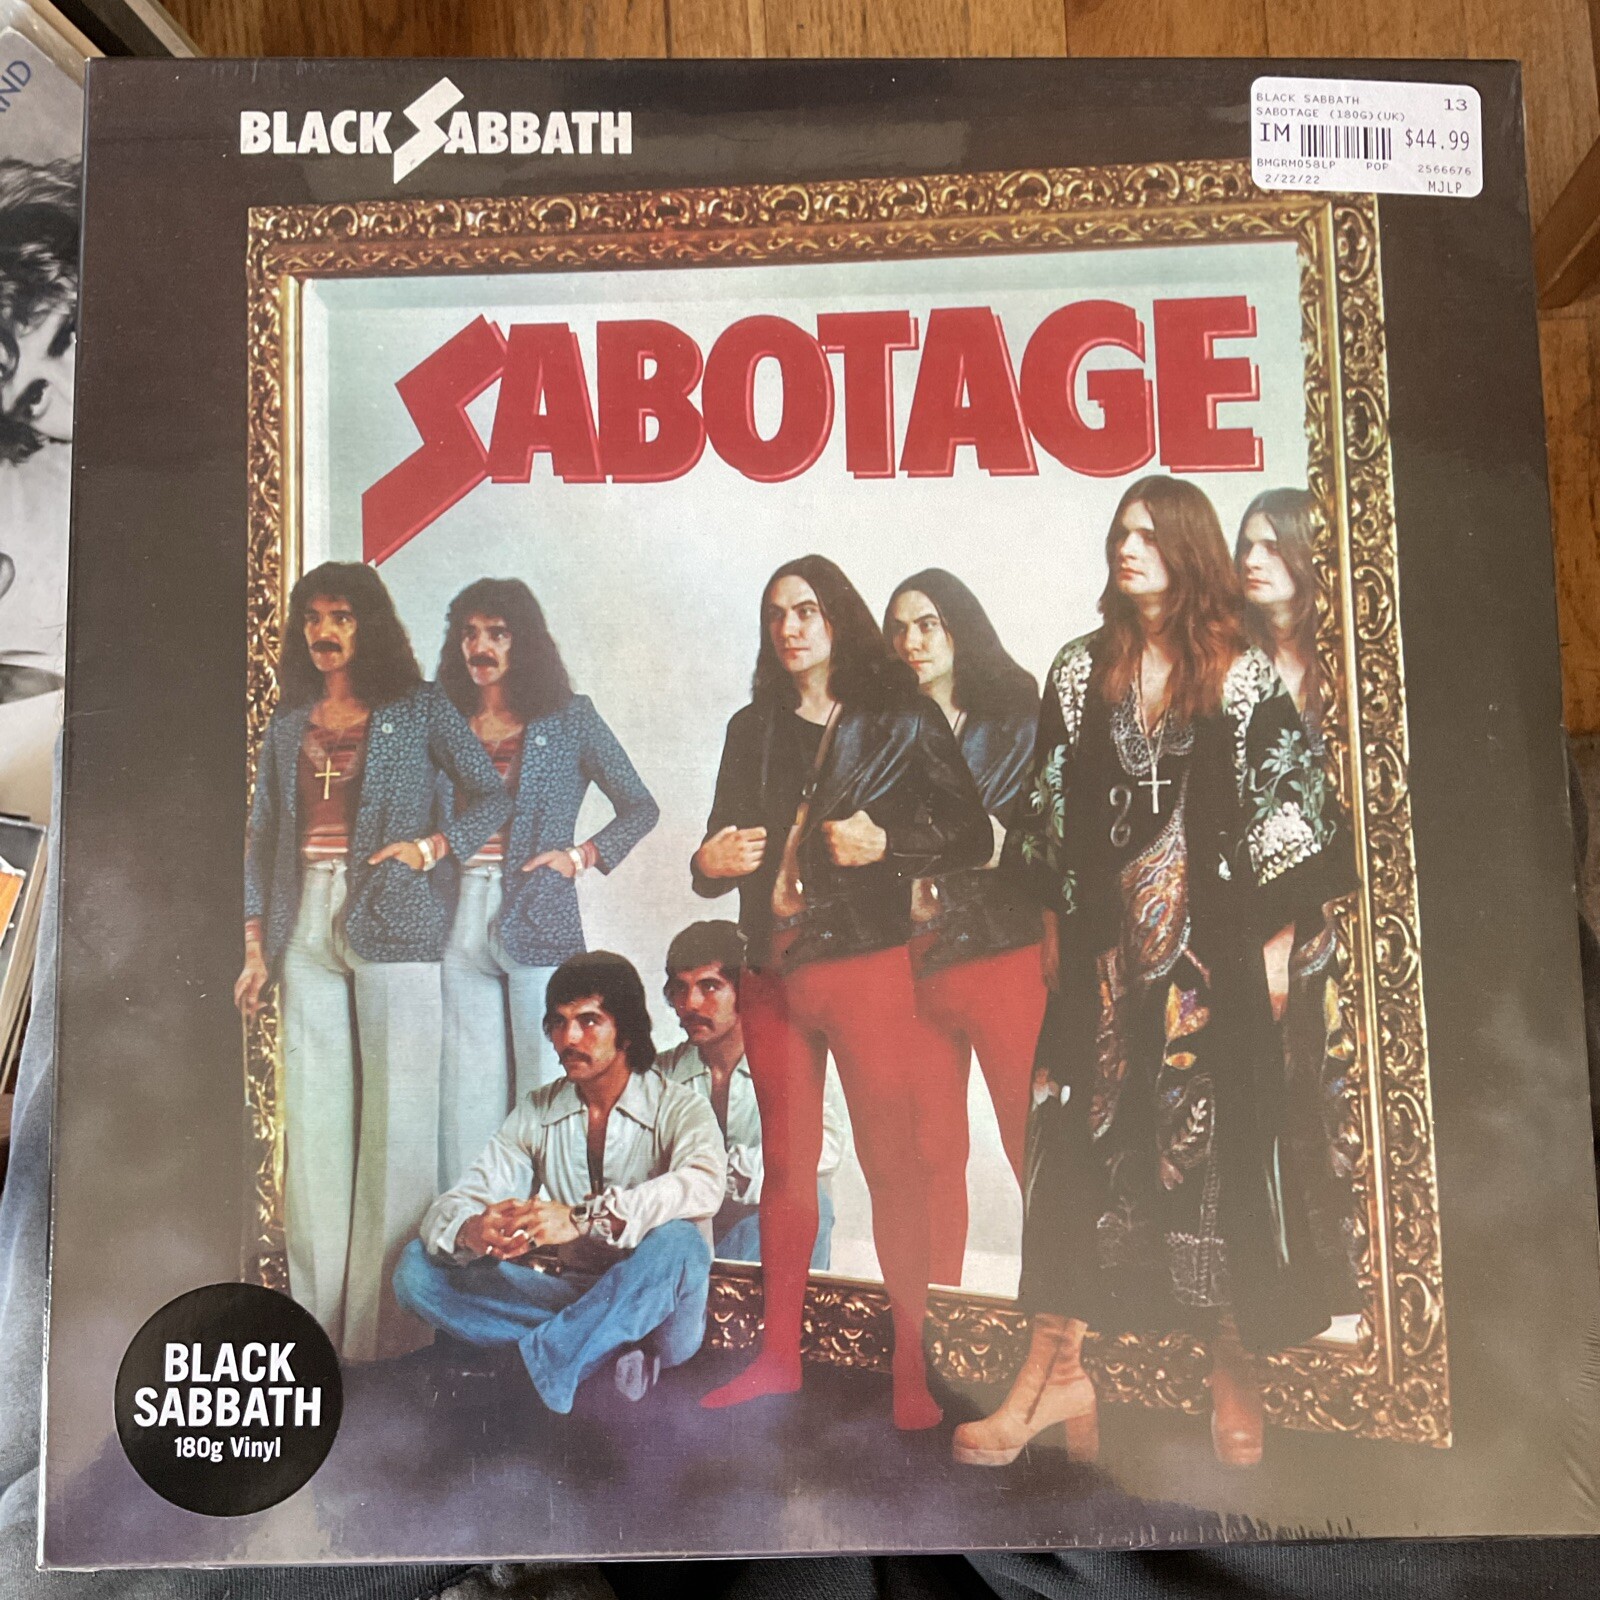 ND
BLACK SABBATH
BLACK SABBATH 13
SABOTAGE (180G)(UK)
IM $44.99
BMGRM058LP POP 2566676
2/22/22 MJLP
SABOTAGE
BLACK
SABBATH
180g Vinyl